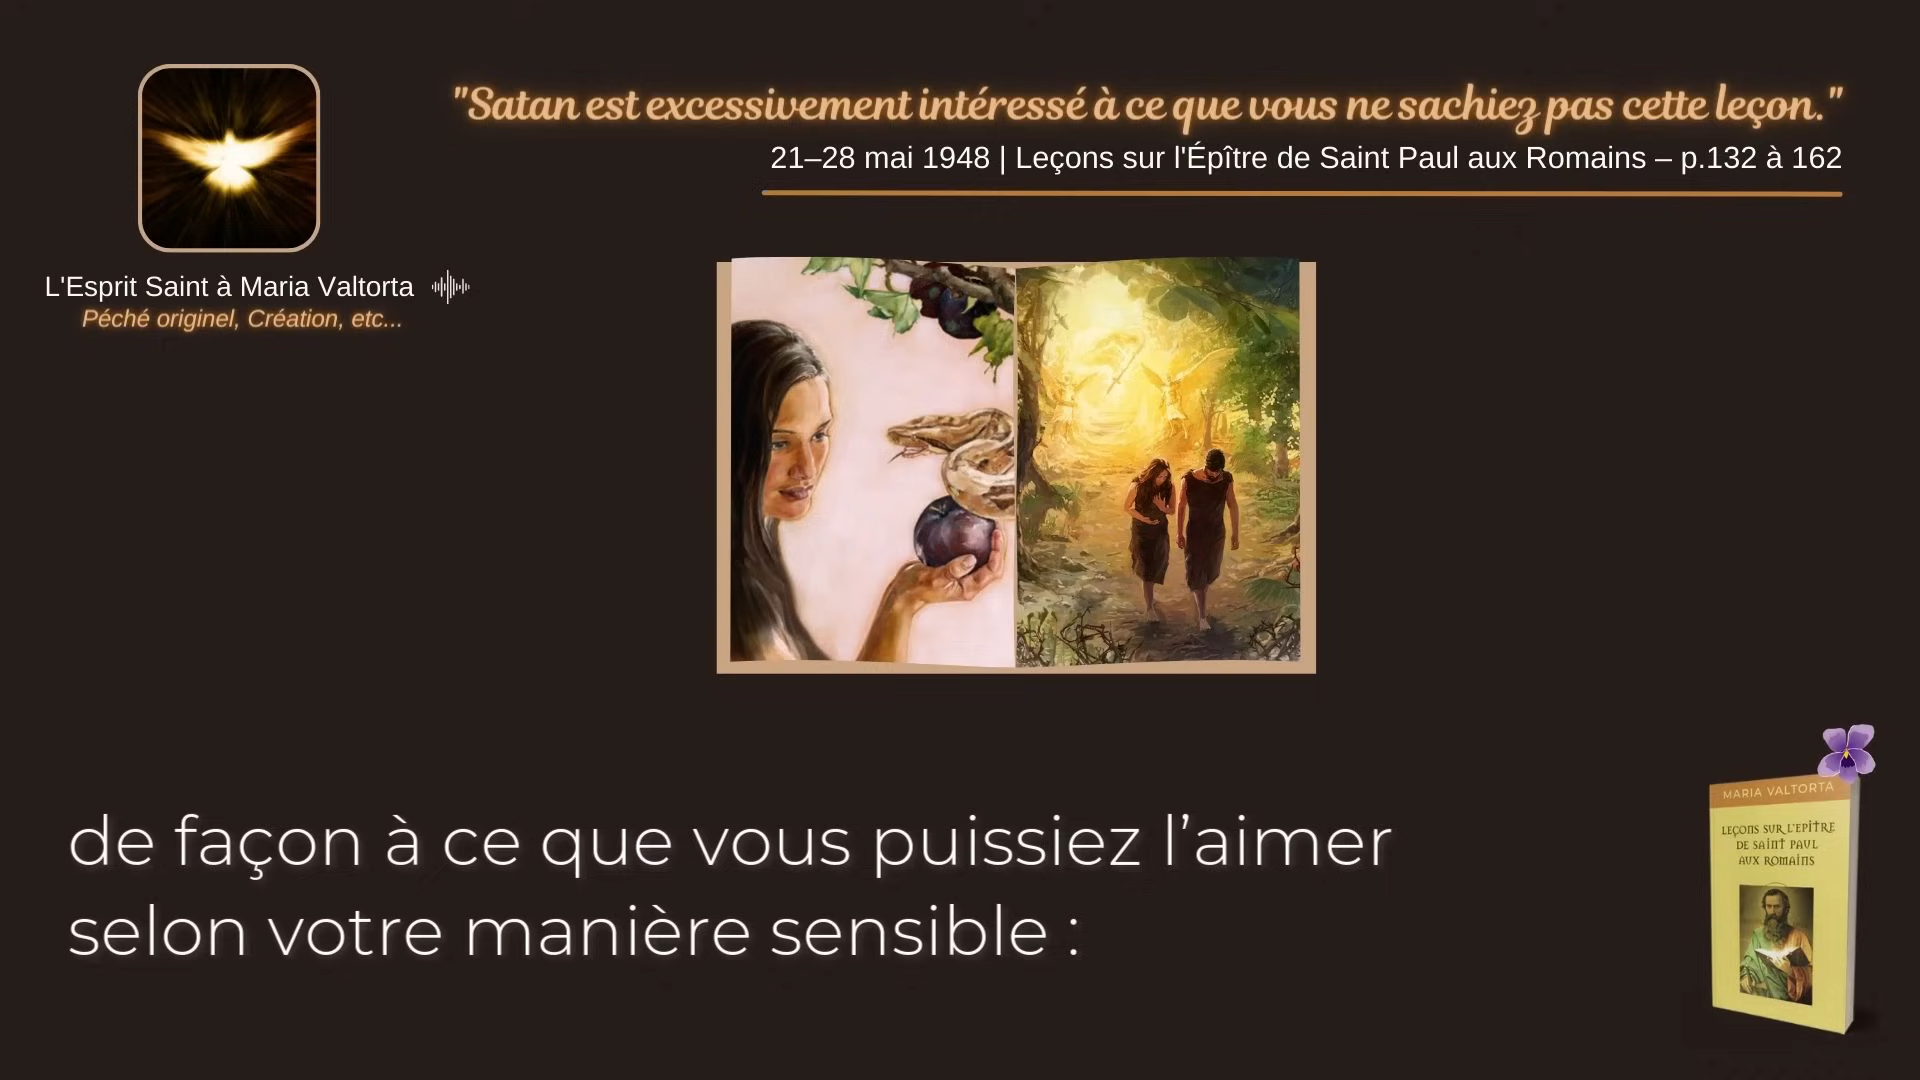 "Satan est excessivement intéressé à ce que vous ne sachiez pas cette leçon."
21–28 mai 1948 | Leçons sur l'Épître de Saint Paul aux Romains – p.132 à 162
L'Esprit Saint à Maria Valtorta
Péché originel, Création, etc...
de façon à ce que vous puissiez l’aimer
selon votre manière sensible :
MARIA VALTORTA
LEÇONS SUR L'EPÎTRE
DE SAINT PAUL
AUX ROMAINS